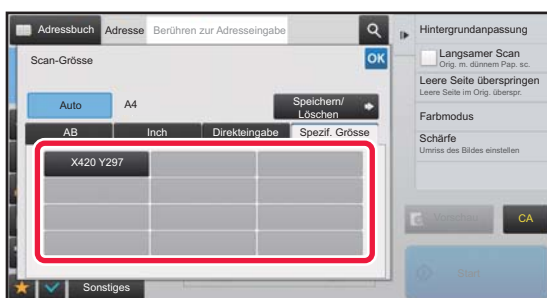 Adressbuch
Adresse
Berühren zur Adresseingabe
Scan-Grösse
OK
Auto
A4
Speichern/
Löschen
AB
Inch
Direkteingabe
Spezif. Grösse
X420 Y297
Sonstiges
Hintergrundanpassung
Langsamer Scan
Orig. m. dünnem Pap. sc.
Leere Seite überspringen
Leere Seite im Orig. überspr.
Farbmodus
Schärfe
Umriss des Bildes einstellen
Vorschau
CA
Start